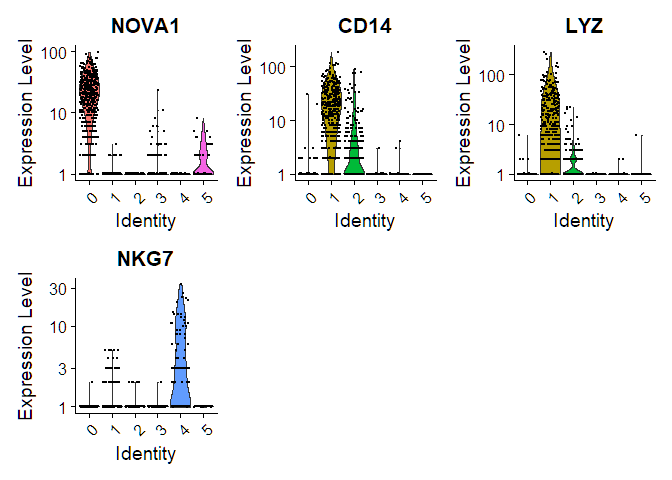 NOVA1
Expression Level
100
10
1
0 1 2 3 4 5
Identity
CD14
Expression Level
100
10
1
0 1 2 3 4 5
Identity
LYZ
Expression Level
100
10
1
0 1 2 3 4 5
Identity
NKG7
Expression Level
30
10
3
1
0 1 2 3 4 5
Identity